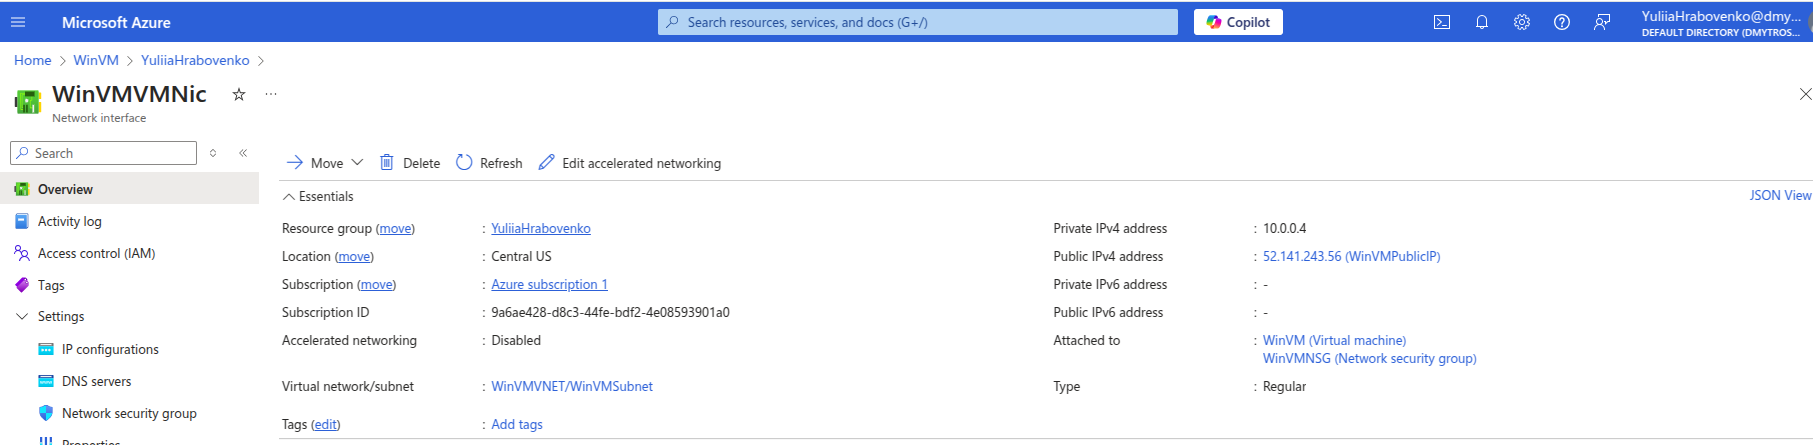 Microsoft Azure
Search resources, services, and docs (G+/)
Copilot
YuliiaHrabovenko@dmy...
DEFAULT DIRECTORY (DMYTROS...
Home > WinVM > YuliiaHrabovenko >
WinVMVMNic
Network interface
Search
Overview
Activity log
Access control (IAM)
Tags
Settings
IP configurations
DNS servers
Network security group
Properties
Move
Delete
Refresh
Edit accelerated networking
Essentials
JSON View
Resource group (move) : YuliiaHrabovenko
Location (move) : Central US
Subscription (move) : Azure subscription 1
Subscription ID : 9a6ae428-d8c3-44fe-bdf2-4e08593901a0
Accelerated networking : Disabled
Virtual network/subnet : WinVMVNET/WinVMSubnet
Tags (edit) : Add tags
Private IPv4 address : 10.0.0.4
Public IPv4 address : 52.141.243.56 (WinVMPublicIP)
Private IPv6 address : -
Public IPv6 address : -
Attached to : WinVM (Virtual machine)
WinVMNSG (Network security group)
Type : Regular